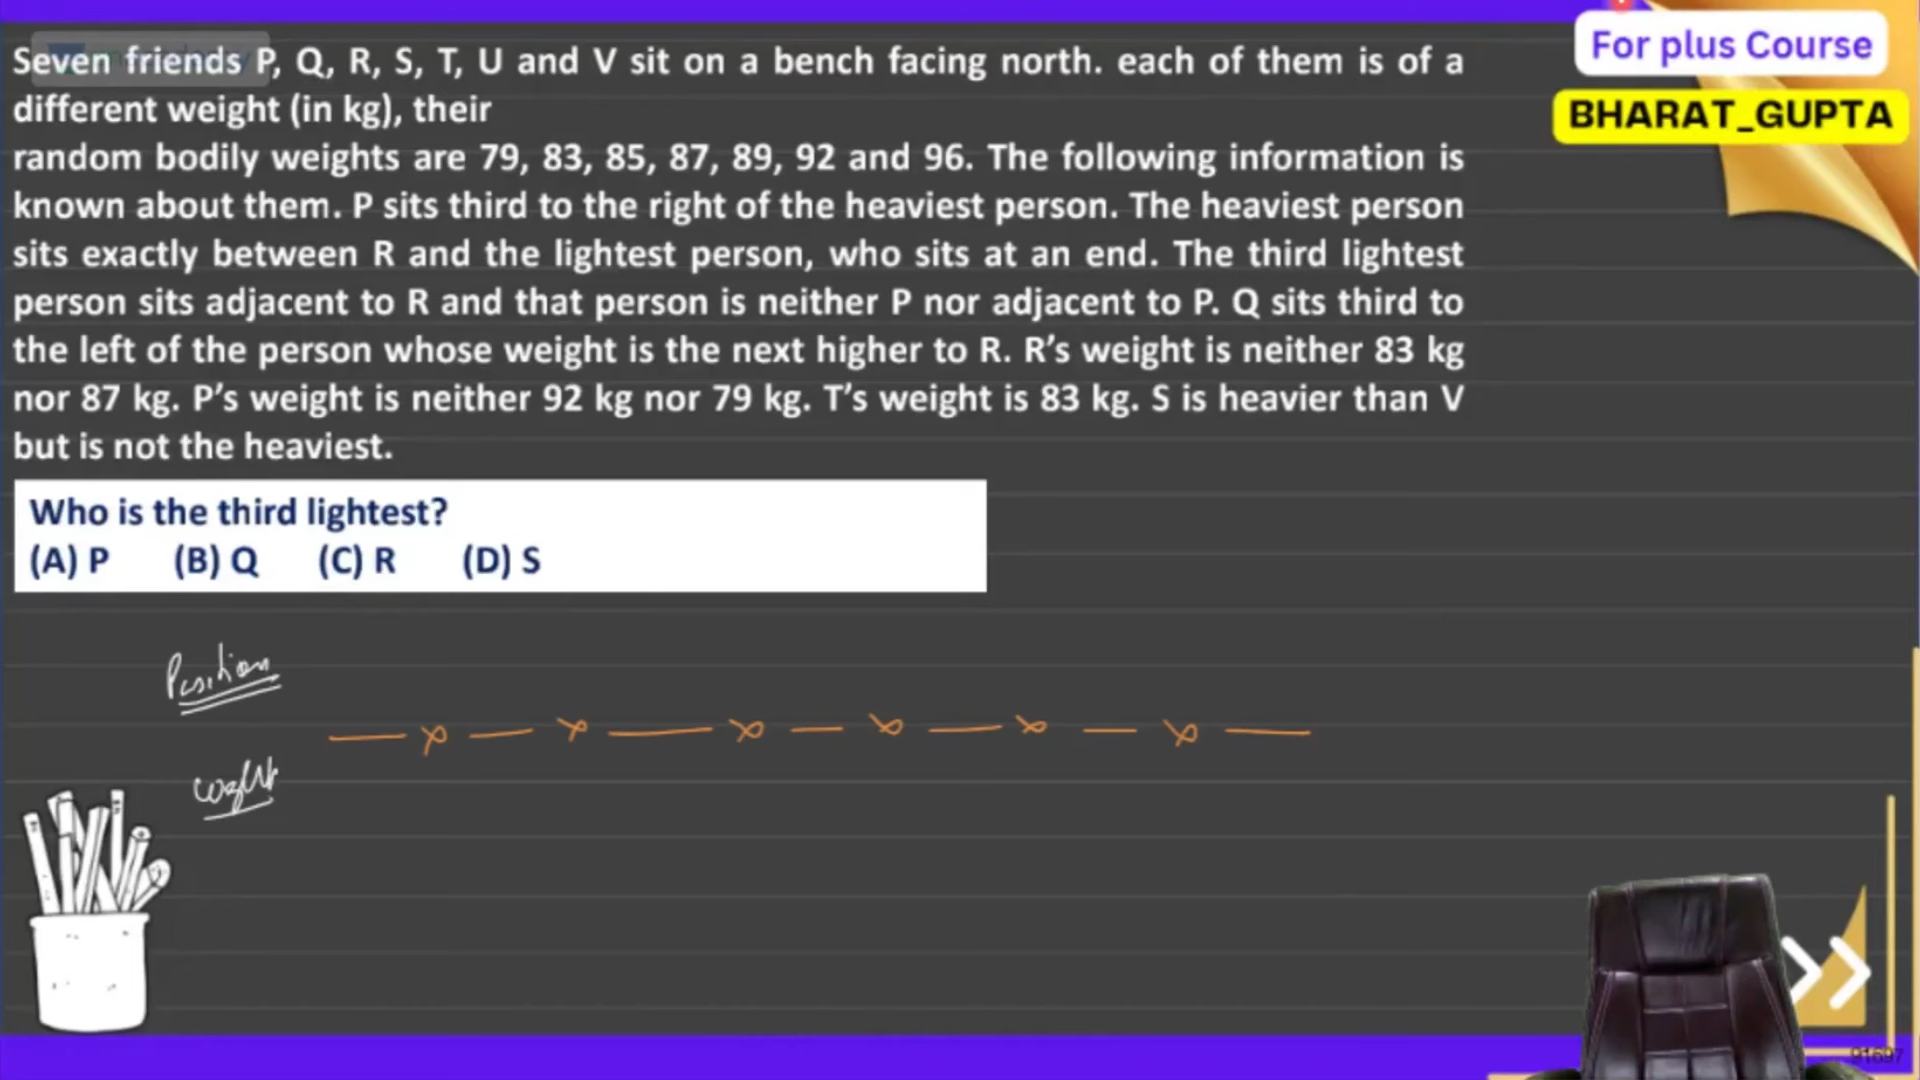 Seven friends P, Q, R, S, T, U and V sit on a bench facing north. each of them is of a
different weight (in kg), their
random bodily weights are 79, 83, 85, 87, 89, 92 and 96. The following information is
known about them. P sits third to the right of the heaviest person. The heaviest person
sits exactly between R and the lightest person, who sits at an end. The third lightest
person sits adjacent to R and that person is neither P nor adjacent to P. Q sits third to
the left of the person whose weight is the next higher to R. R's weight is neither 83 kg
nor 87 kg. P's weight is neither 92 kg nor 79 kg. T's weight is 83 kg. S is heavier than V
but is not the heaviest.
Who is the third lightest?
(A) P (B) Q (C) R (D) S
For plus Course
BHARAT_GUPTA
Position
91697